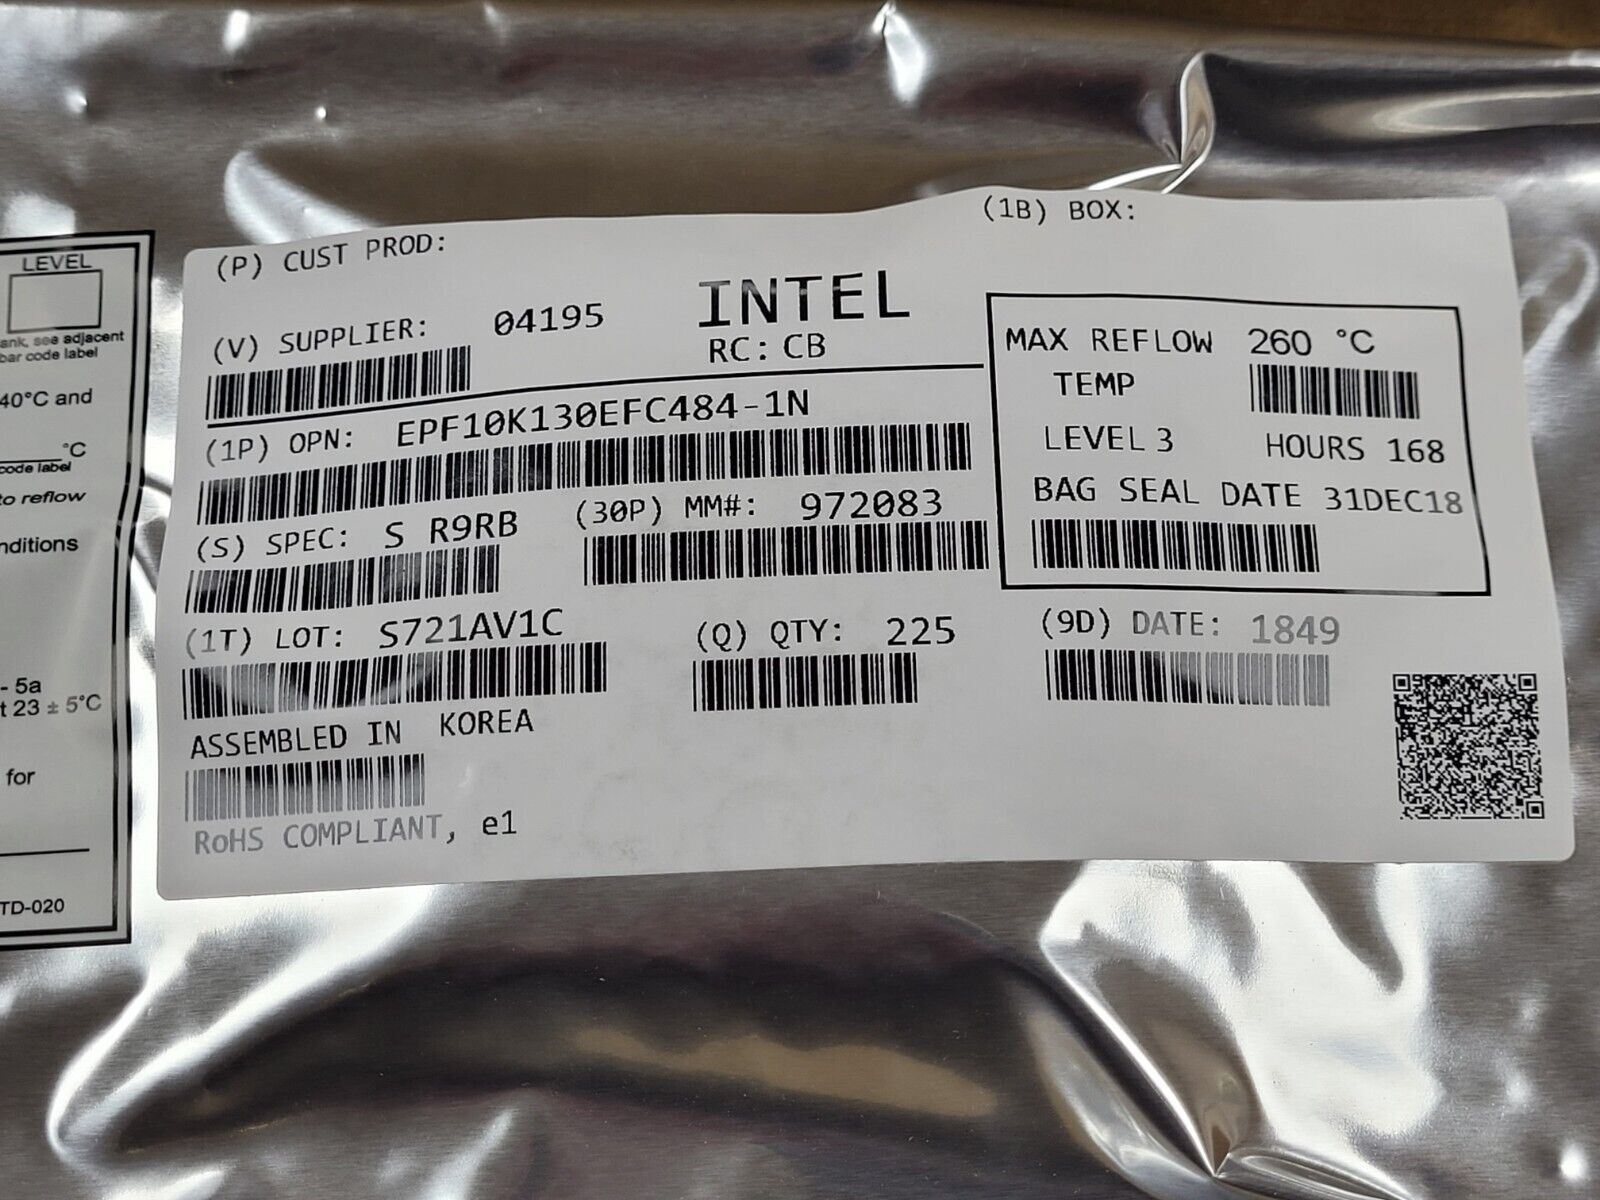 LEVEL
ank, see adjacent
bar code label
40°C and
°C
code label
to reflow
nditions
- 5a
t 23 ± 5°C
for
TD-020
(P) CUST PROD:
(1B) BOX:
(V) SUPPLIER: 04195
INTEL
RC: CB
(1P) OPN: EPF10K130EFC484-1N
(S) SPEC: S R9RB
(30P) MM#: 972083
(1T) LOT: S721AV1C
(Q) QTY: 225
(9D) DATE: 1849
ASSEMBLED IN KOREA
RoHS COMPLIANT, e1
MAX REFLOW 260 °C
TEMP
LEVEL 3 HOURS 168
BAG SEAL DATE 31DEC18